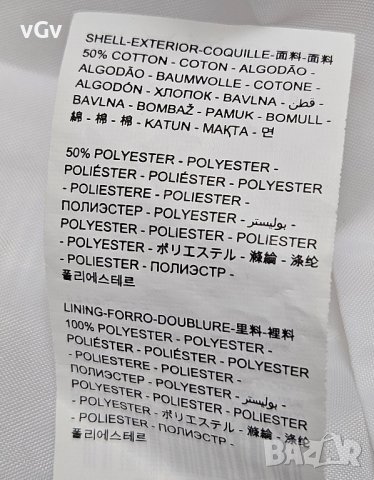 vGv
SHELL-EXTERIOR-COQUILLE-面料-面料
50% COTTON - COTON - ALGODÃO -
ALGODÃO - BAUMWOLLE - COTONE -
ALGODÓN - ХЛОПОК - BAVLNA - قطن -
BAVLNA - BOMBAŽ - PAMUK - BOMULL -
綿 - 棉 - 棉 - KATUN - МАҚТА - 면
50% POLYESTER - POLYESTER -
POLIÉSTER - POLIÉSTER - POLYESTER
- POLIESTERE - POLIESTER -
ПОЛИЭСТЕР - POLYESTER - بوليستر -
POLYESTER - POLIESTER - POLIESTER
- POLYESTER - ポリエステル - 滌綸 - 涤纶
- POLIESTER - ПОЛИЭСТР -
폴리에스테르
LINING-FORRO-DOUBLURE-里料-裡料
100% POLYESTER - POLYESTER -
POLIÉSTER - POLIÉSTER - POLYESTER
- POLIESTERE - POLIESTER -
ПОЛИЭСТЕР - POLYESTER - بوليستر -
POLYESTER - POLIESTER - POLIESTER
- POLYESTER - ポリエステル - 滌綸 - 涤纶
- POLIESTER - ПОЛИЭСТР -
폴리에스테르
BAZAR